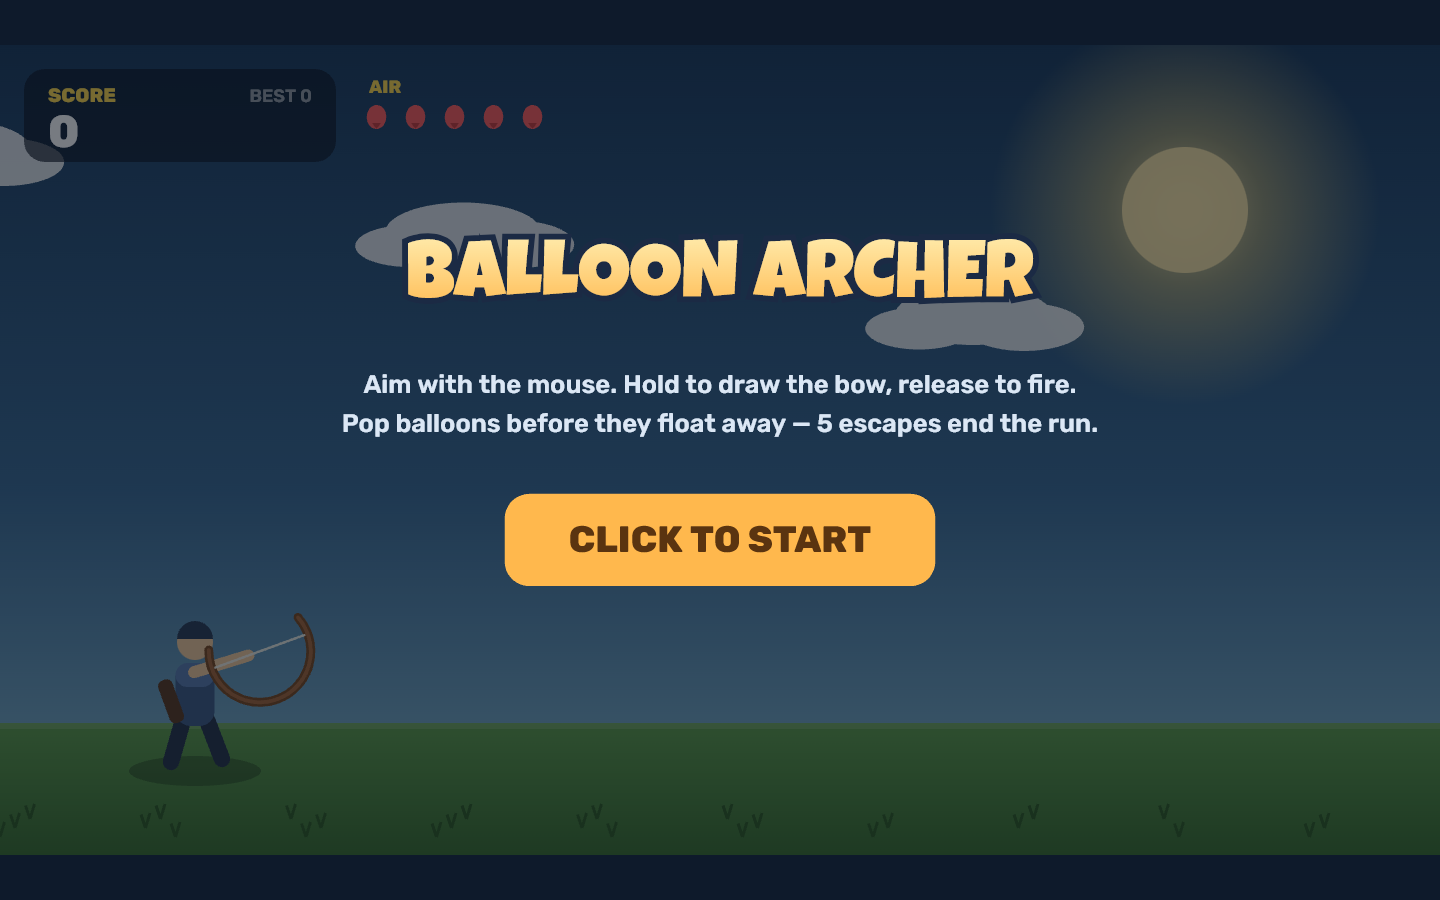 SCORE
BEST 0
0
AIR
BALLOON ARCHER
Aim with the mouse. Hold to draw the bow, release to fire.
Pop balloons before they float away — 5 escapes end the run.
CLICK TO START